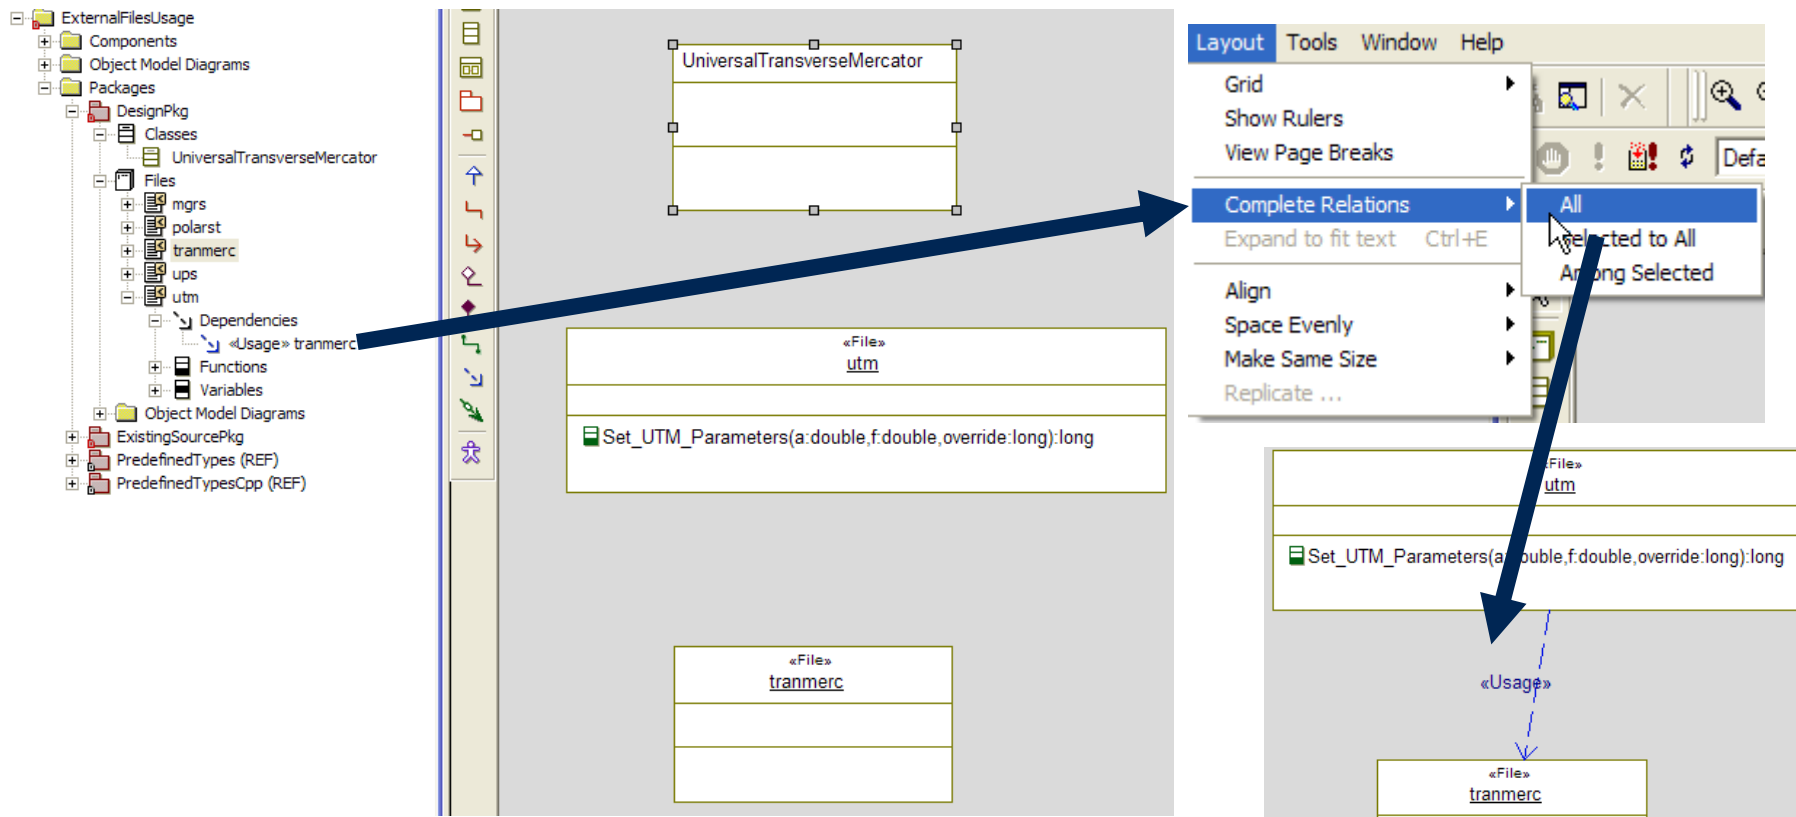 ExternalFilesUsage
Components
Object Model Diagrams
Packages
DesignPkg
Classes
UniversalTransverseMercator
Files
mgrs
polarst
tranmerc
ups
utm
Dependencies
«Usage» tranmerc
Functions
Variables
Object Model Diagrams
ExistingSourcePkg
PredefinedTypes (REF)
PredefinedTypesCpp (REF)
UniversalTransverseMercator
«File»
utm
Set_UTM_Parameters(a:double,f:double,override:long):long
«File»
tranmerc
Layout Tools Window Help
Grid
Show Rulers
View Page Breaks
Complete Relations
Expand to fit text Ctrl+E
Align
Space Evenly
Make Same Size
Replicate ...
Defa
All
Selected to All
Among Selected
«File»
utm
Set_UTM_Parameters(a:double,f:double,override:long):long
«Usage»
«File»
tranmerc